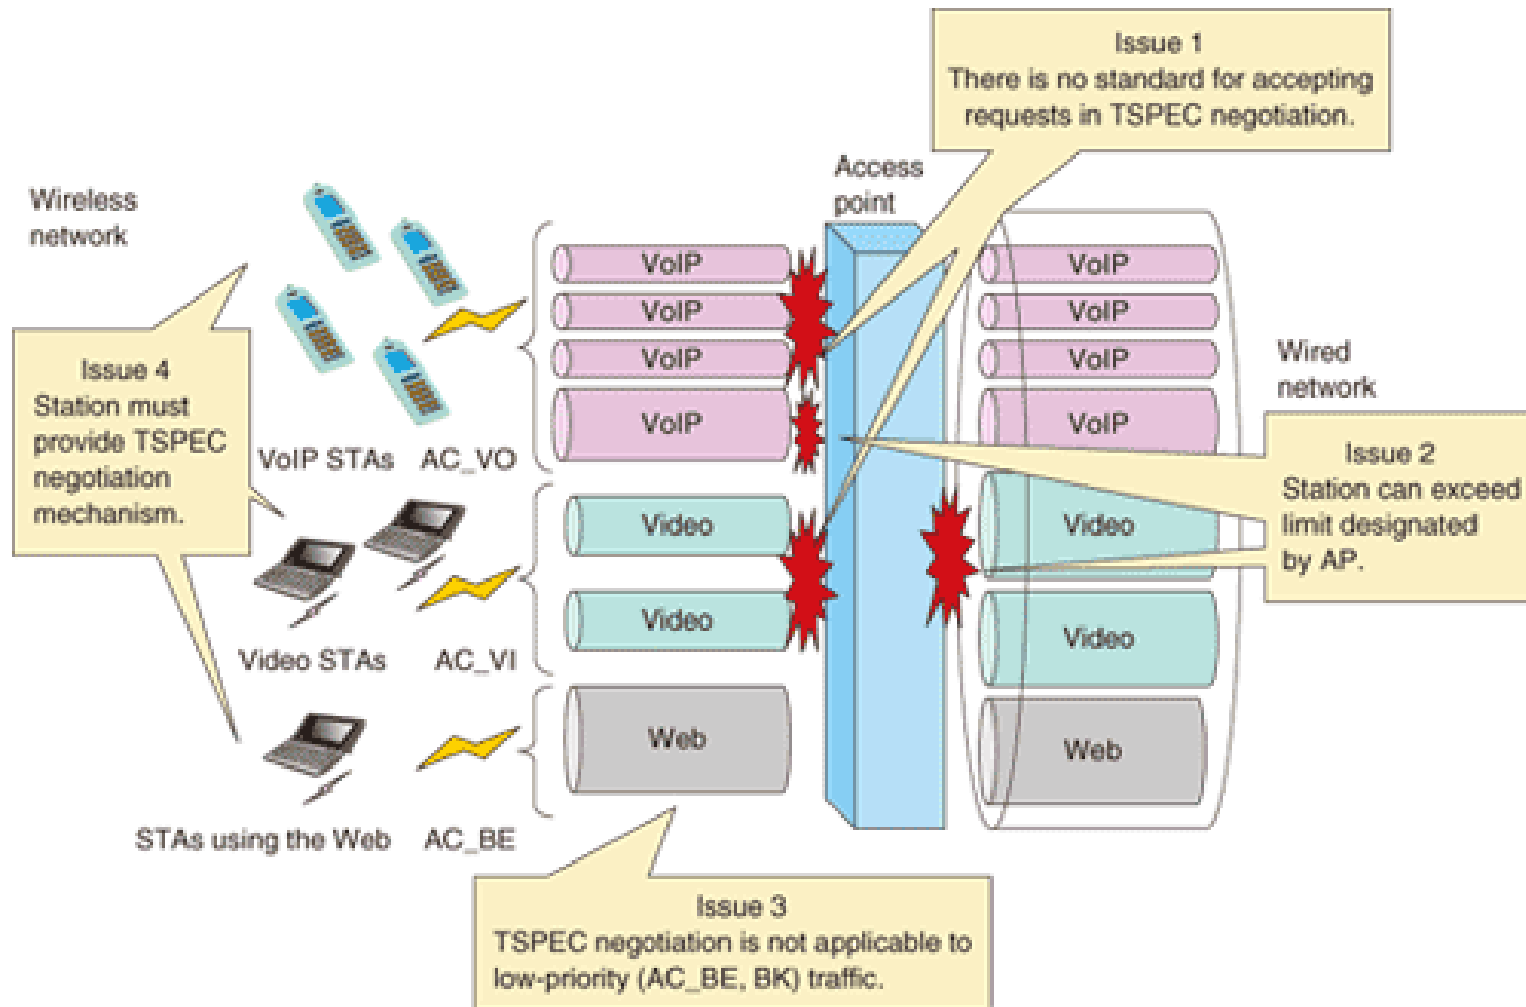 Issue 1
There is no standard for accepting
requests in TSPEC negotiation.
Access
point
Wireless
network
VoIP
VoIP
VoIP
VoIP
VoIP
VoIP
VoIP
VoIP
Wired
network
Issue 4
Station must
provide TSPEC
negotiation
mechanism.
VoIP STAs
AC_VO
Issue 2
Station can exceed
limit designated
by AP.
Video
Video
Video
Video
Video STAs
AC_VI
Web
Web
STAs using the Web
AC_BE
Issue 3
TSPEC negotiation is not applicable to
low-priority (AC_BE, BK) traffic.